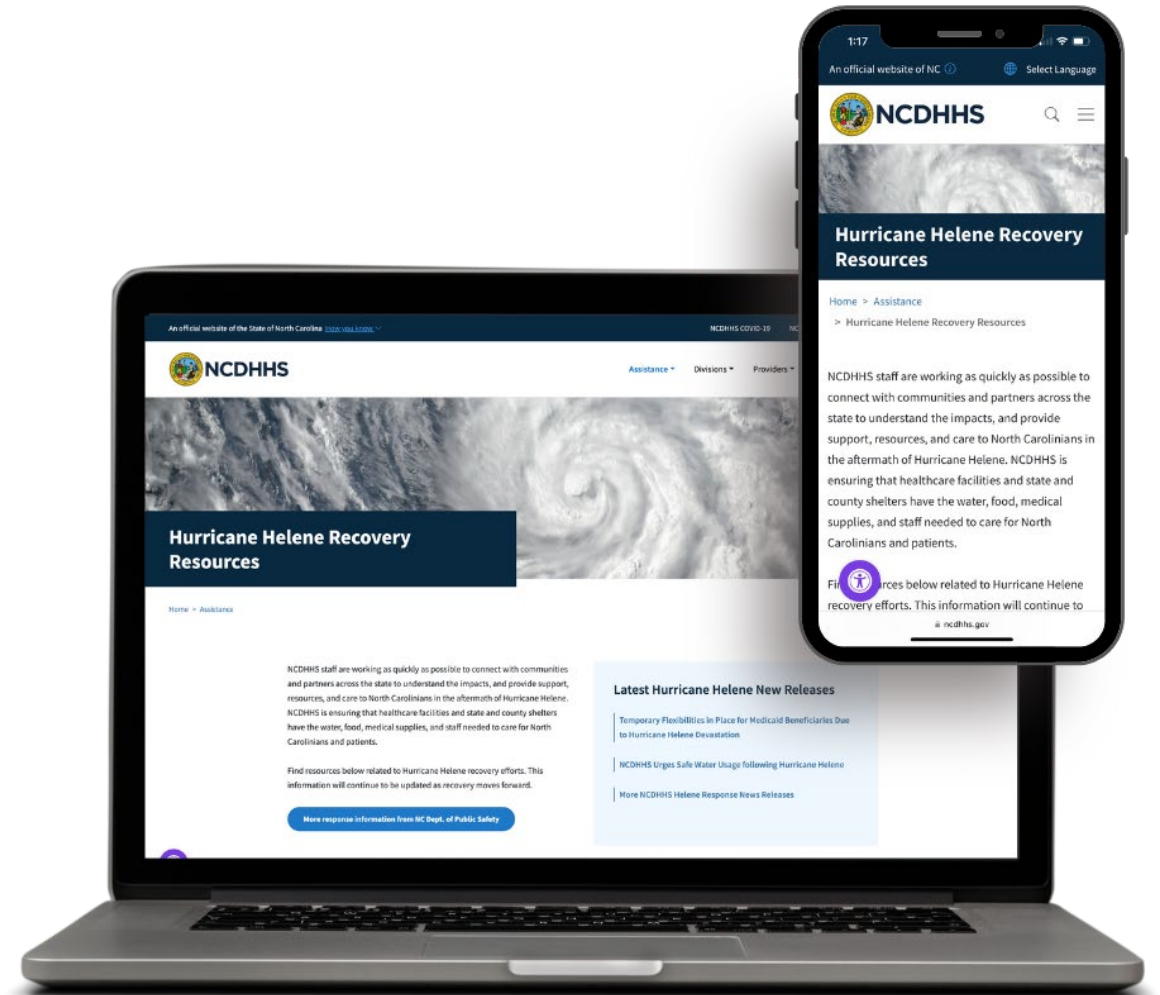 An official website of the State of North Carolina How you know
NCDHHS COVID-19 NC
NCDHHS
Assistance Divisions Providers
Hurricane Helene Recovery
Resources
Home > Assistance
NCDHHS staff are working as quickly as possible to connect with communities
and partners across the state to understand the impacts, and provide support,
resources, and care to North Carolinians in the aftermath of Hurricane Helene.
NCDHHS is ensuring that healthcare facilities and state and county shelters
have the water, food, medical supplies, and staff needed to care for North
Carolinians and patients.
Find resources below related to Hurricane Helene recovery efforts. This
information will continue to be updated as recovery moves forward.
More response information from NC Dept. of Public Safety
Latest Hurricane Helene New Releases
Temporary Flexibilities in Place for Medicaid Beneficiaries Due
to Hurricane Helene Devastation
NCDHHS Urges Safe Water Usage following Hurricane Helene
More NCDHHS Helene Response News Releases
1:17
An official website of NC Select Language
NCDHHS
Hurricane Helene Recovery
Resources
Home > Assistance
> Hurricane Helene Recovery Resources
NCDHHS staff are working as quickly as possible to
connect with communities and partners across the
state to understand the impacts, and provide
support, resources, and care to North Carolinians in
the aftermath of Hurricane Helene. NCDHHS is
ensuring that healthcare facilities and state and
county shelters have the water, food, medical
supplies, and staff needed to care for North
Carolinians and patients.
below related to Hurricane Helene
recovery efforts. This information will continue to
ncdhhs.gov